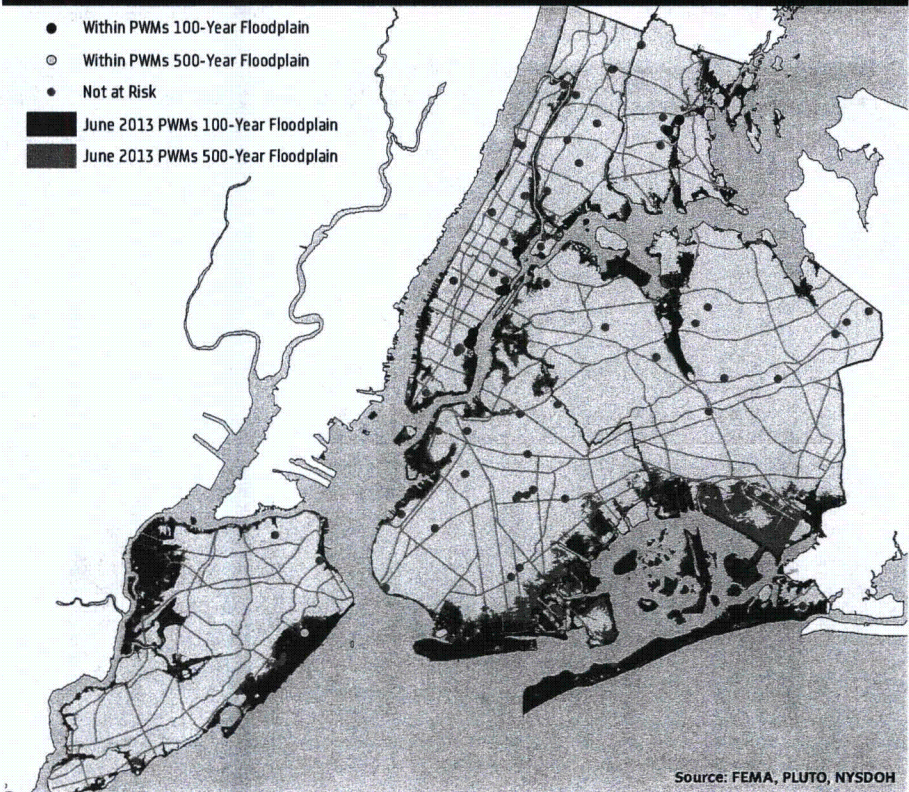 Within PWMs 100-Year Floodplain
Within PWMs 500-Year Floodplain
Not at Risk
June 2013 PWMs 100-Year Floodplain
June 2013 PWMs 500-Year Floodplain
Source: FEMA, PLUTO, NYSDOH